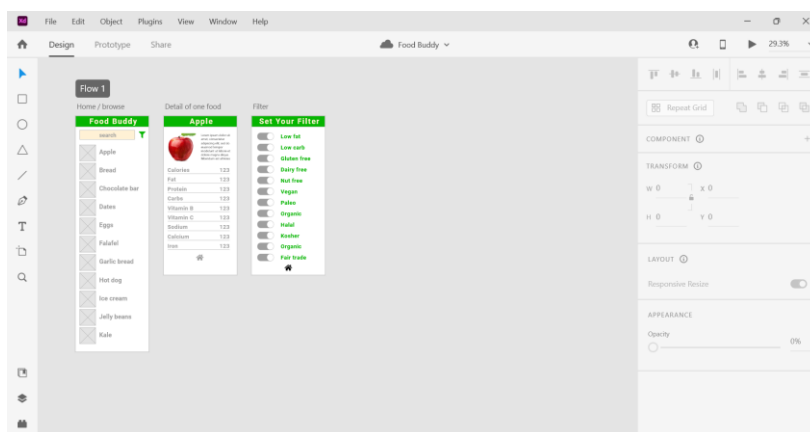 Xd File Edit Object Plugins View Window Help
Design Prototype Share Food Buddy 29.3%
Flow 1
Home / browse
Food Buddy
search
Apple
Bread
Chocolate bar
Dates
Eggs
Falafel
Garlic bread
Hot dog
Ice cream
Jelly beans
Kale
Detail of one food
Apple
Calories 123
Fat 123
Protein 123
Carbs 123
Vitamin B 123
Vitamin C 123
Sodium 123
Calcium 123
Iron 123
Filter
Set Your Filter
Low fat
Low carb
Gluten free
Dairy free
Nut free
Vegan
Paleo
Organic
Halal
Kosher
Organic
Fair trade
Repeat Grid
COMPONENT
TRANSFORM
W 0 X 0
H 0 Y 0
LAYOUT
Responsive Resize
APPEARANCE
Opacity
0%